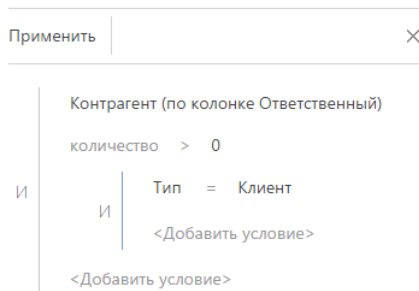 Применить
Контрагент (по колонке Ответственный)
количество > 0
И
Тип = Клиент
И
<Добавить условие>
<Добавить условие>